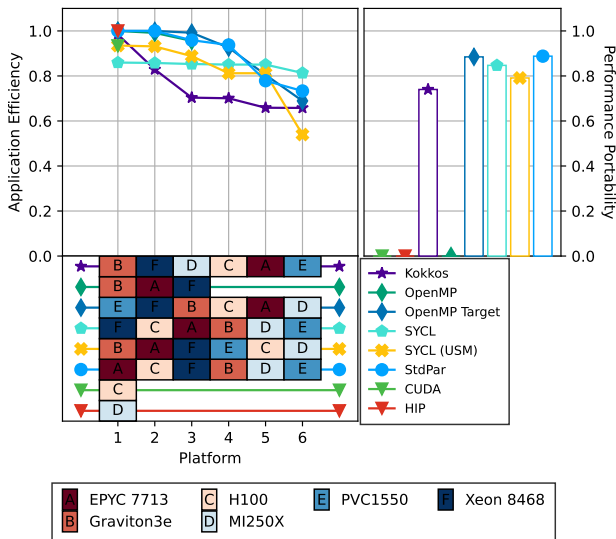 1.0
0.8
0.6
0.4
0.2
0.0
Application Efficiency
1.0
0.8
0.6
0.4
0.2
0.0
Performance Portability
B F D C A E
B A F
E F B C A D
F C A B D E
B A F E C D
A C F B D E
C
D
1 2 3 4 5 6
Platform
Kokkos
OpenMP
OpenMP Target
SYCL
SYCL (USM)
StdPar
CUDA
HIP
A EPYC 7713 C H100 E PVC1550 F Xeon 8468
B Graviton3e D MI250X